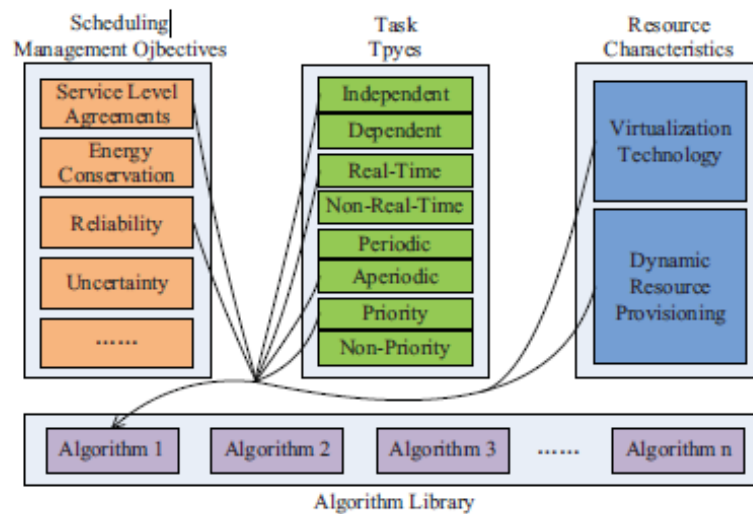 Scheduling
Management Ojbectives
Service Level
Agreements
Energy
Conservation
Reliability
Uncertainty
......
Task
Tpyes
Independent
Dependent
Real-Time
Non-Real-Time
Periodic
Aperiodic
Priority
Non-Priority
Resource
Characteristics
Virtualization
Technology
Dynamic
Resource
Provisioning
Algorithm 1
Algorithm 2
Algorithm 3
......
Algorithm n
Algorithm Library